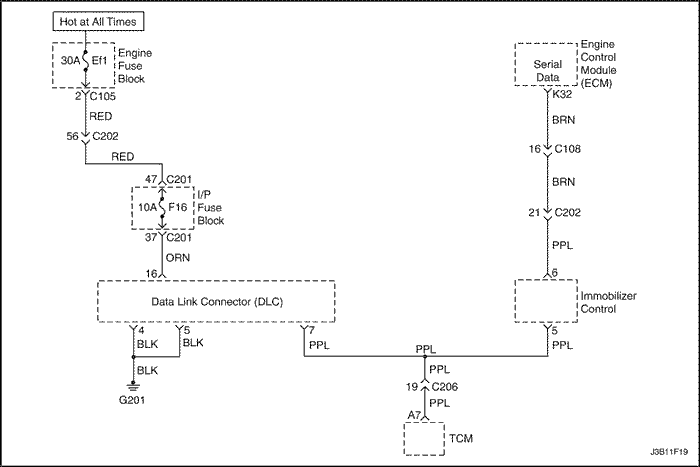 Hot at All Times
30A Ef1
Engine
Fuse
Block
2 C105
RED
56 C202
RED
47 C201
10A F16
I/P
Fuse
Block
37 C201
ORN
16
Data Link Connector (DLC)
4
5
7
BLK
BLK
PPL
BLK
G201
Serial
Data
Engine
Control
Module
(ECM)
K32
BRN
16 C108
BRN
21 C202
PPL
6
Immobilizer
Control
5
PPL
PPL
PPL
19 C206
PPL
A7
TCM
J3B11F19